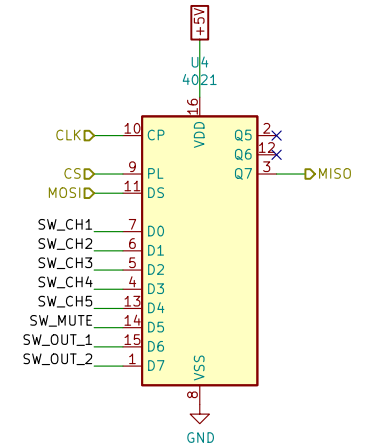 +5V
U4
4021
16
VDD
CLK 10 CP Q5 2
Q6 12
CS 9 PL Q7 3 MISO
MOSI 11 DS
SW_CH1 7 D0
SW_CH2 6 D1
SW_CH3 5 D2
SW_CH4 4 D3
SW_CH5 13 D4
SW_MUTE 14 D5
SW_OUT_1 15 D6
SW_OUT_2 1 D7
VSS
8
GND